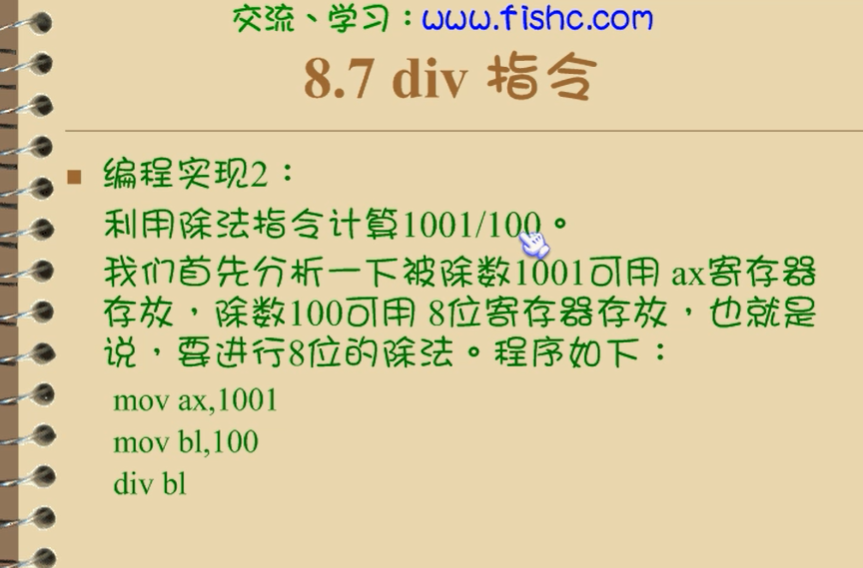 交流、学习：www.fishc.com
8.7 div 指令
编程实现2：
利用除法指令计算1001/100。
我们首先分析一下被除数1001可用 ax寄存器
存放，除数100可用 8位寄存器存放，也就是
说，要进行8位的除法。程序如下：
mov ax,1001
mov bl,100
div bl